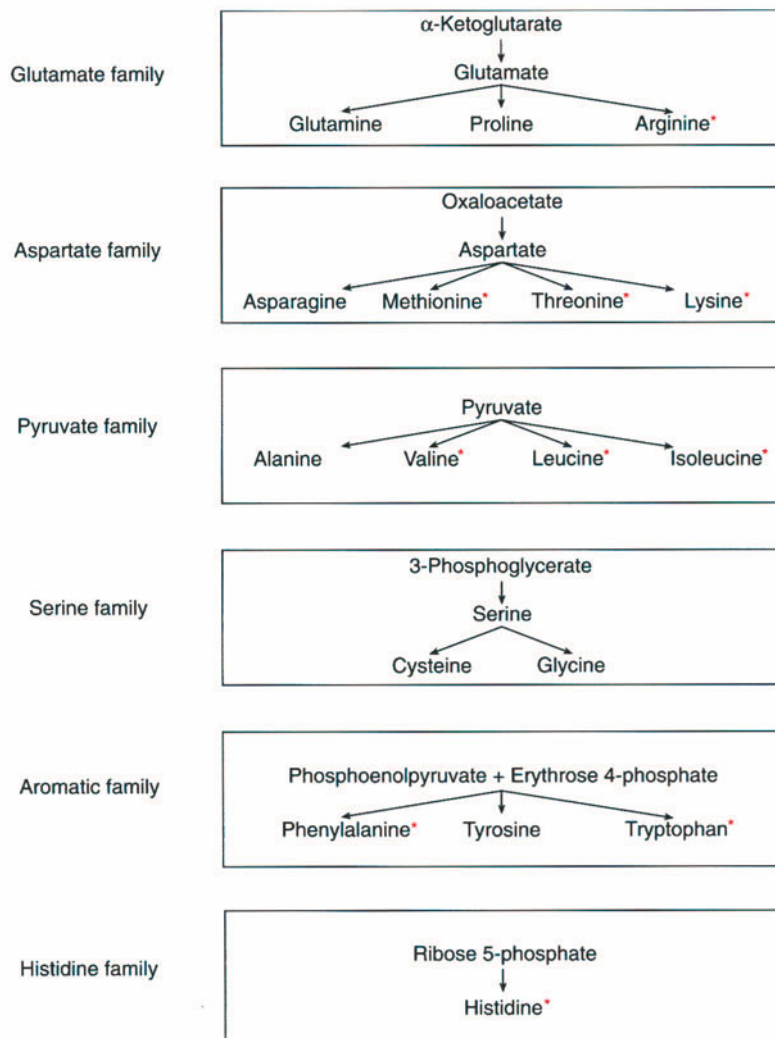 α-Ketoglutarate
Glutamate family
Glutamate
Glutamine Proline Arginine*
Oxaloacetate
Aspartate family
Aspartate
Asparagine Methionine* Threonine* Lysine*
Pyruvate family
Pyruvate
Alanine Valine* Leucine* Isoleucine*
3-Phosphoglycerate
Serine family
Serine
Cysteine Glycine
Aromatic family
Phosphoenolpyruvate + Erythrose 4-phosphate
Phenylalanine* Tyrosine Tryptophan*
Histidine family
Ribose 5-phosphate
Histidine*